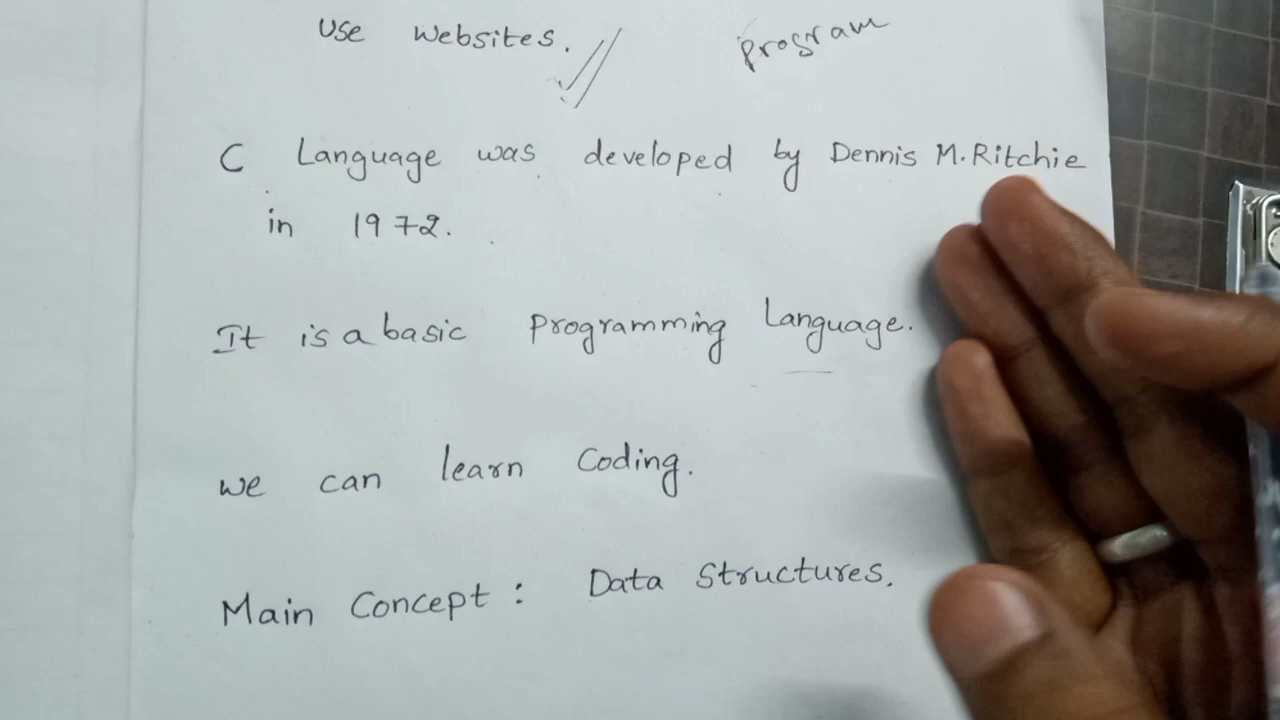 Use Websites. Program
C Language was developed by Dennis M. Ritchie
in 1972.
It is a basic Programming Language.
we can learn Coding.
Main Concept : Data Structures.